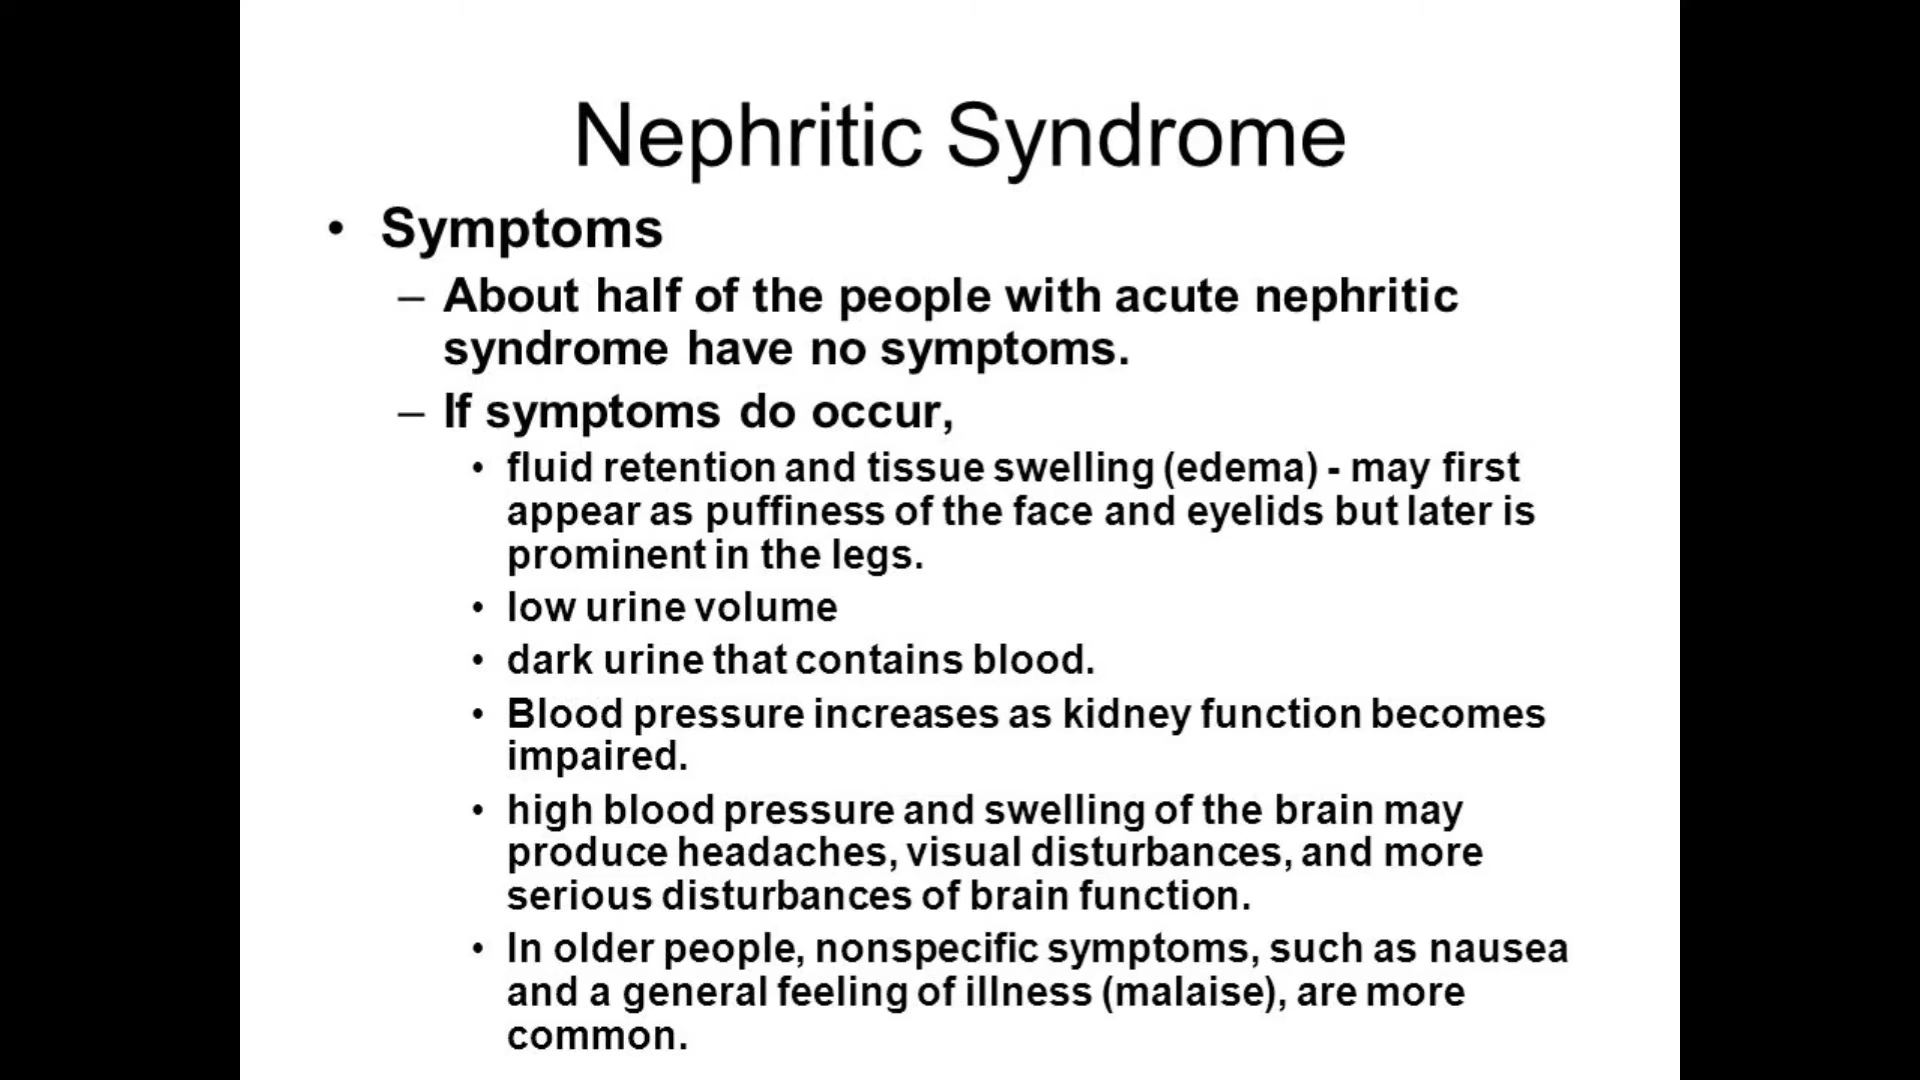 Nephritic Syndrome
• Symptoms
– About half of the people with acute nephritic
syndrome have no symptoms.
– If symptoms do occur,
• fluid retention and tissue swelling (edema) - may first
appear as puffiness of the face and eyelids but later is
prominent in the legs.
• low urine volume
• dark urine that contains blood.
• Blood pressure increases as kidney function becomes
impaired.
• high blood pressure and swelling of the brain may
produce headaches, visual disturbances, and more
serious disturbances of brain function.
• In older people, nonspecific symptoms, such as nausea
and a general feeling of illness (malaise), are more
common.